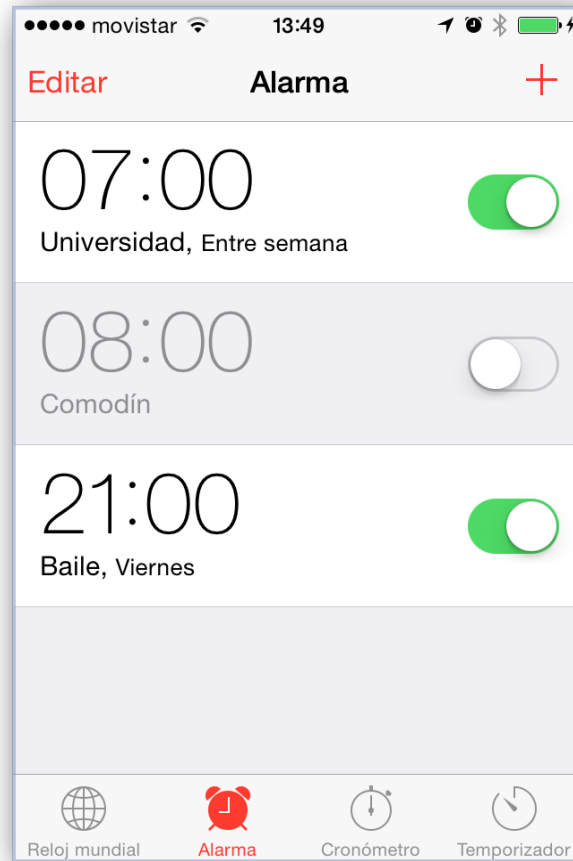 movistar 13:49
Editar Alarma +
07:00
Universidad, Entre semana
08:00
Comodín
21:00
Baile, Viernes
Reloj mundial Alarma Cronómetro Temporizador